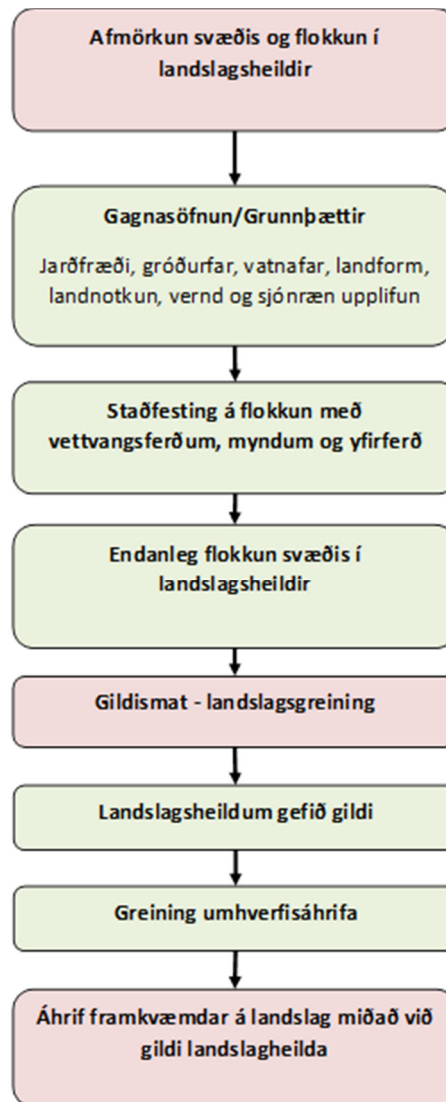 Afmörkun svæðis og flokkun í
landslagsheildir
Gagnasöfnun/Grunnþættir
Jarðfræði, gróðurfar, vatnafar, landform,
landnotkun, vernd og sjónræn upplifun
Staðfesting á flokkun með
vettvangsferðum, myndum og yfirferð
Endanleg flokkun svæðis í
landslagsheildir
Gildismat - landslagsgreining
Landslagsheildum gefið gildi
Greining umhverfisáhrifa
Áhrif framkvæmdar á landslag miðað við
gildi landslagheilda